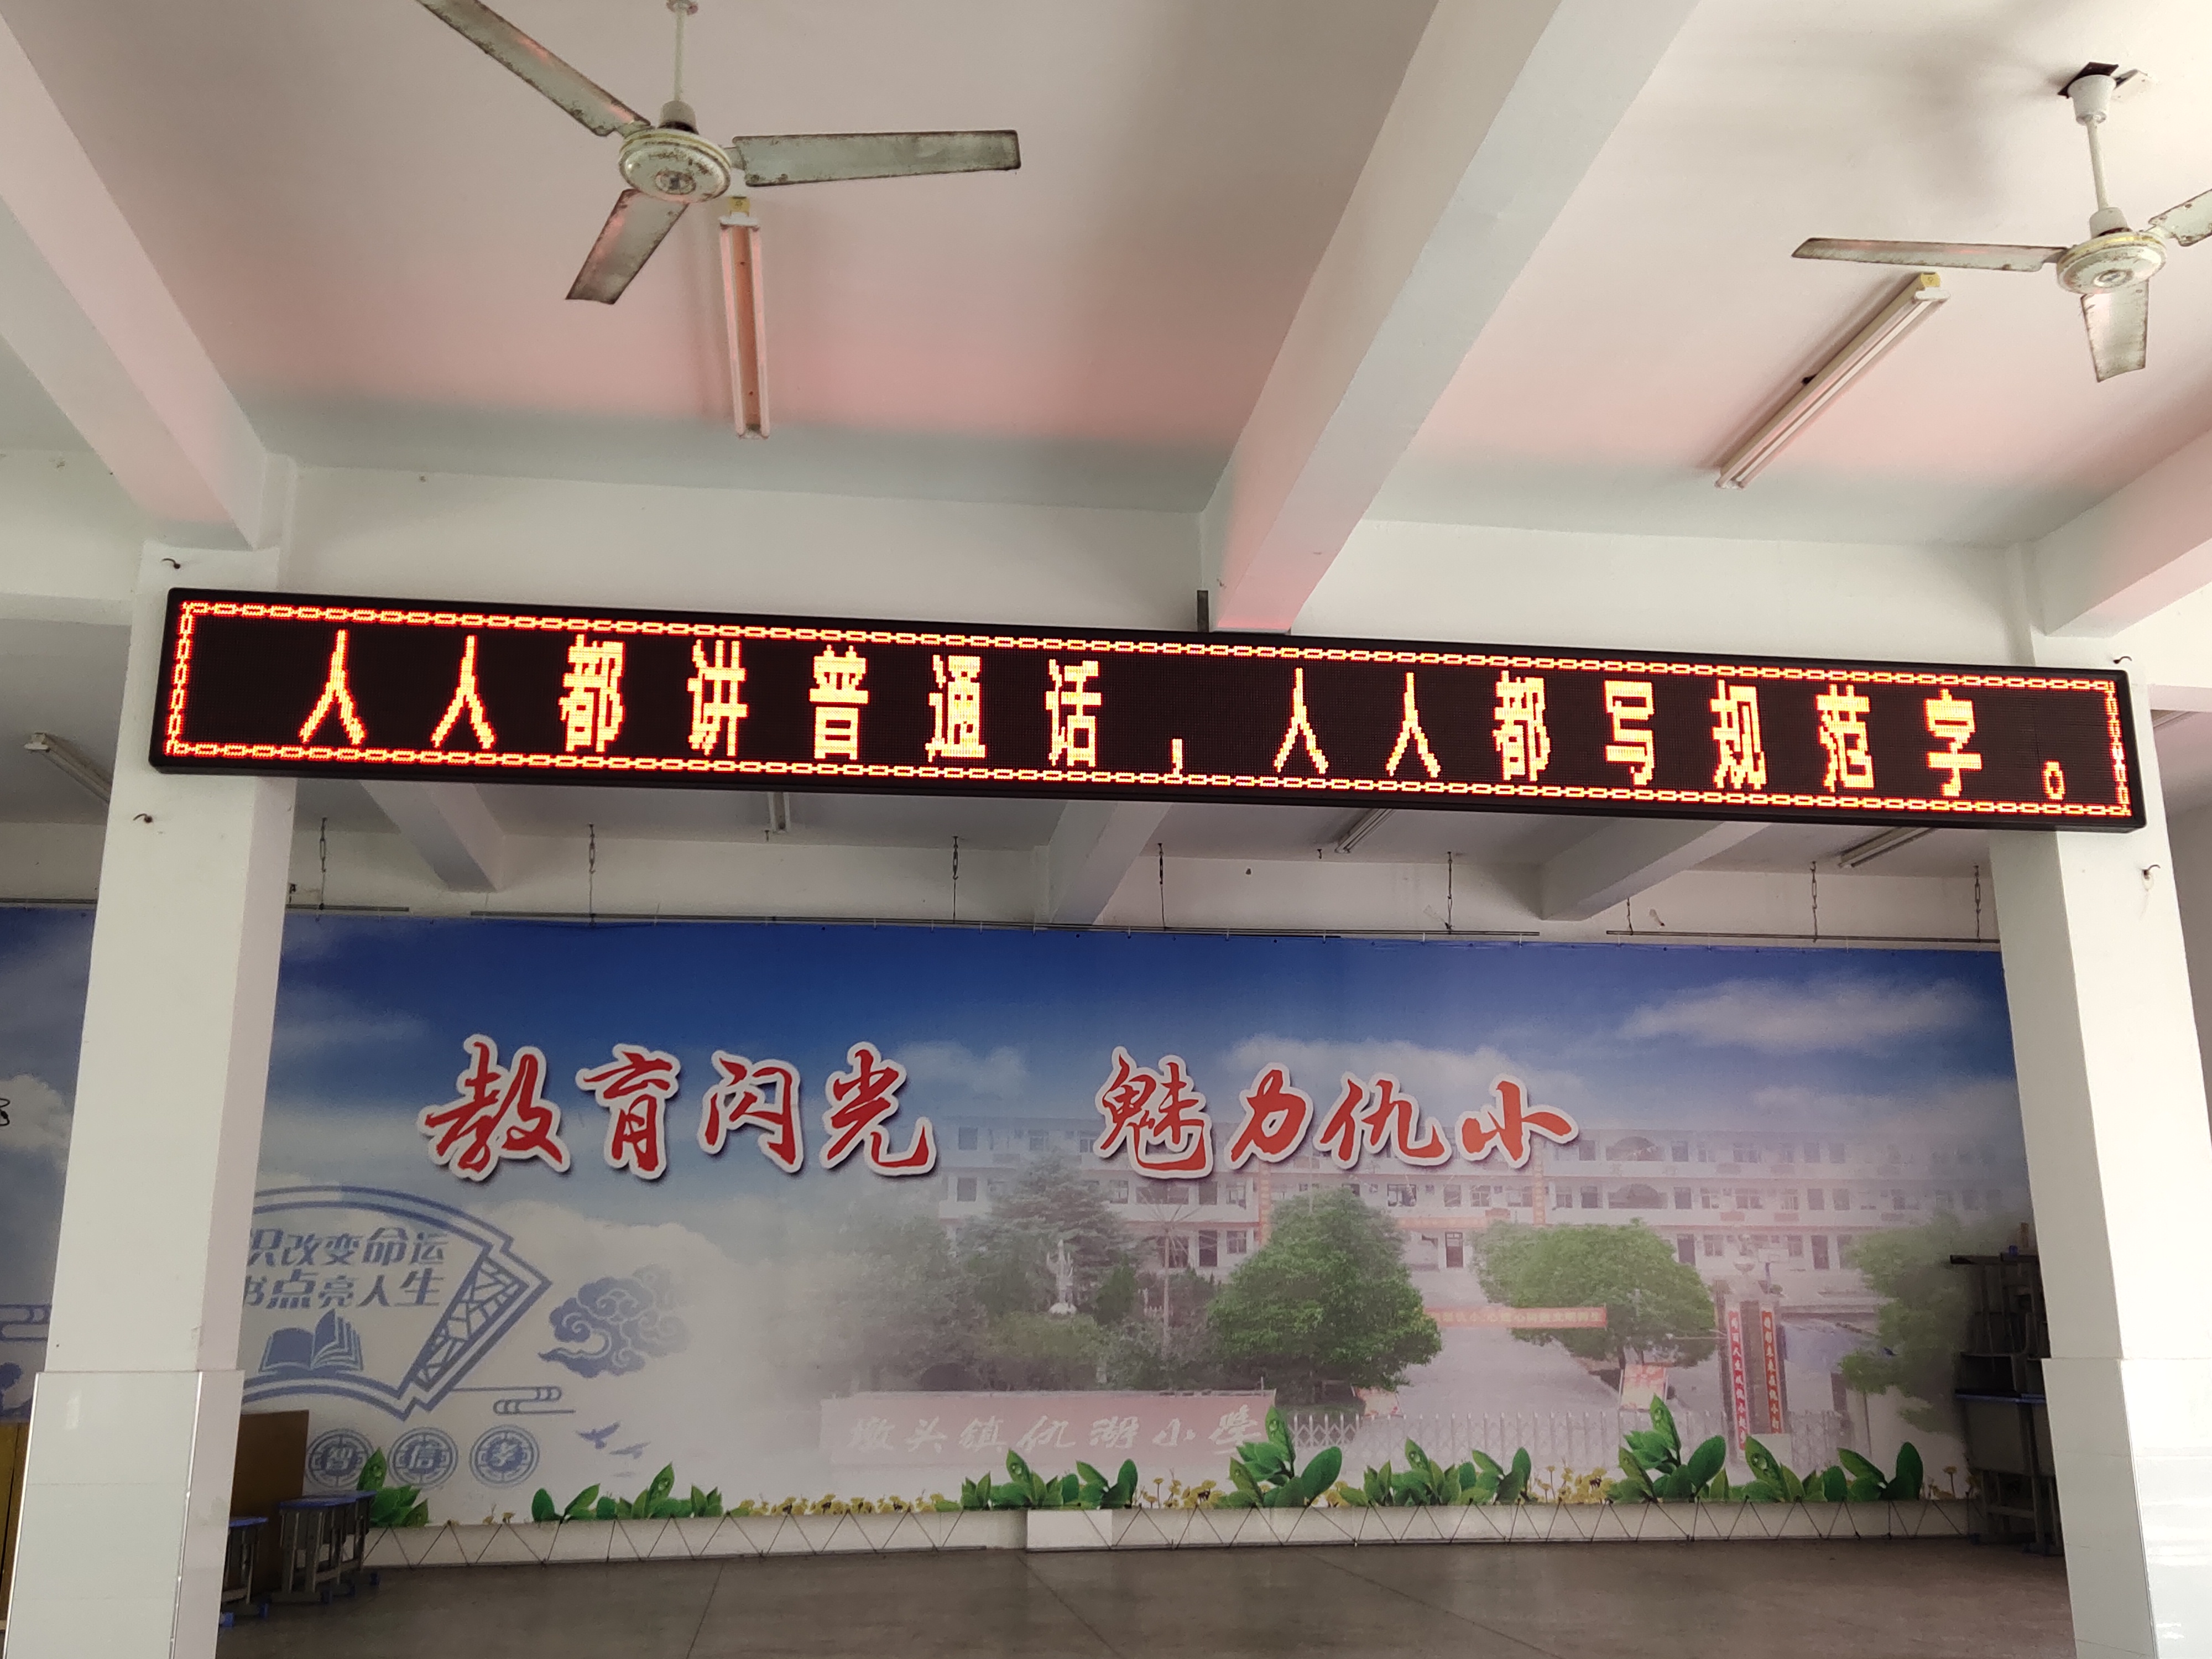 人人都讲普通话，人人都写规范字。
教育闪光 魅力仇小
识改变命运
书点亮人生
墩头镇仇湖小学
智 信 孝